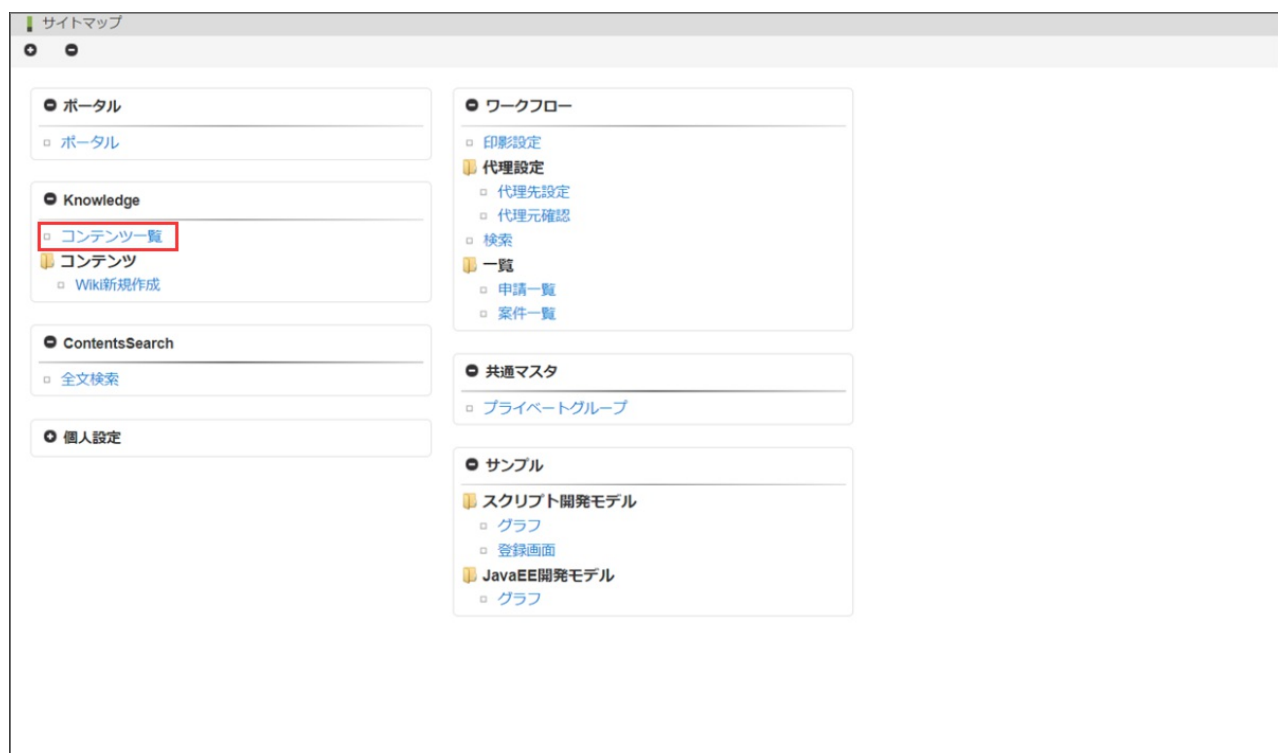 サイトマップ
ポータル
ポータル
Knowledge
コンテンツ一覧
コンテンツ
Wiki新規作成
ContentsSearch
全文検索
個人設定
ワークフロー
印影設定
代理設定
代理先設定
代理元確認
検索
一覧
申請一覧
案件一覧
共通マスタ
プライベートグループ
サンプル
スクリプト開発モデル
グラフ
登録画面
JavaEE開発モデル
グラフ